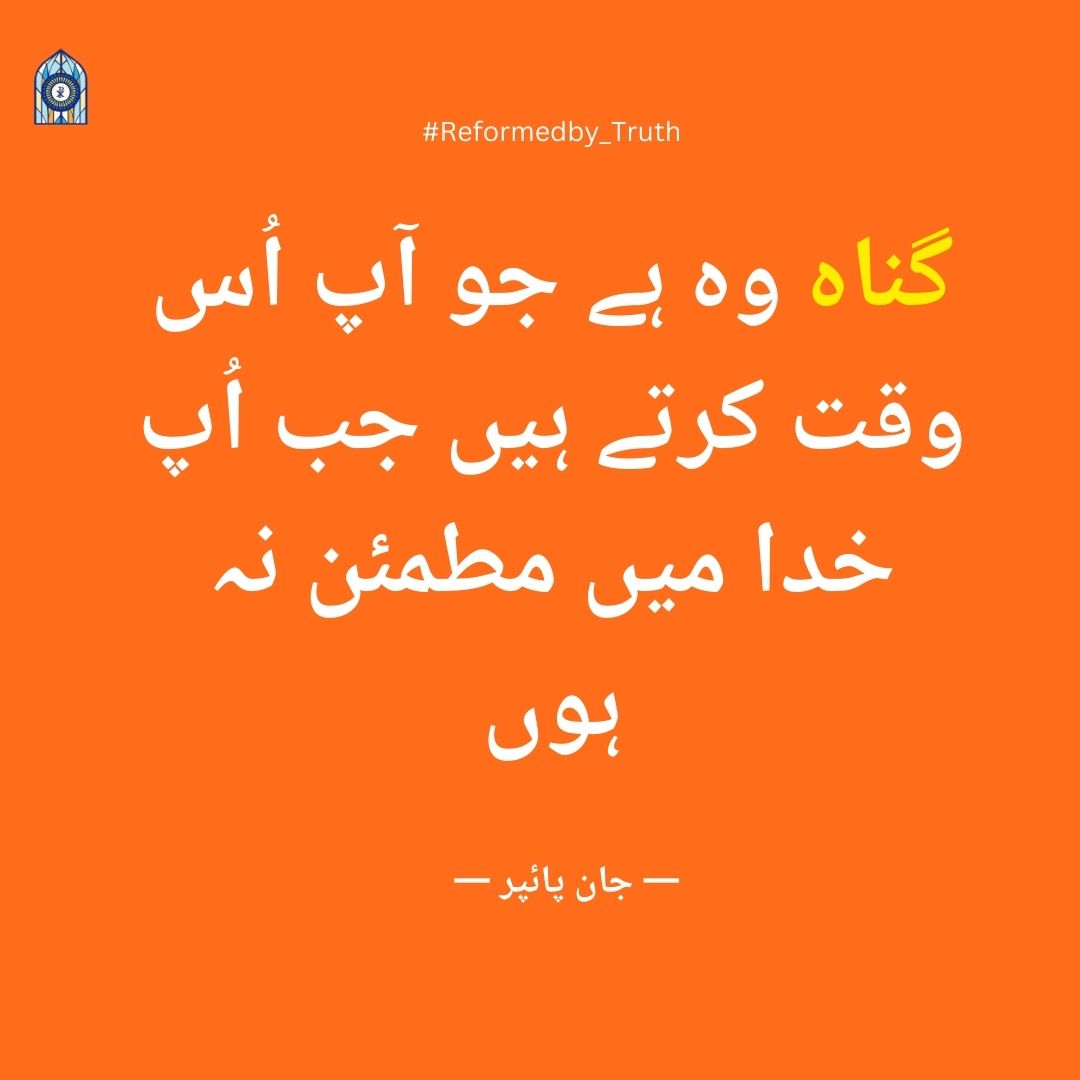 #Reformedby_Truth
گناہ وہ ہے جو آپ اُس
وقت کرتے ہیں جب اُپ
خدا میں مطمئن نہ
ہوں
— جان پائپر —